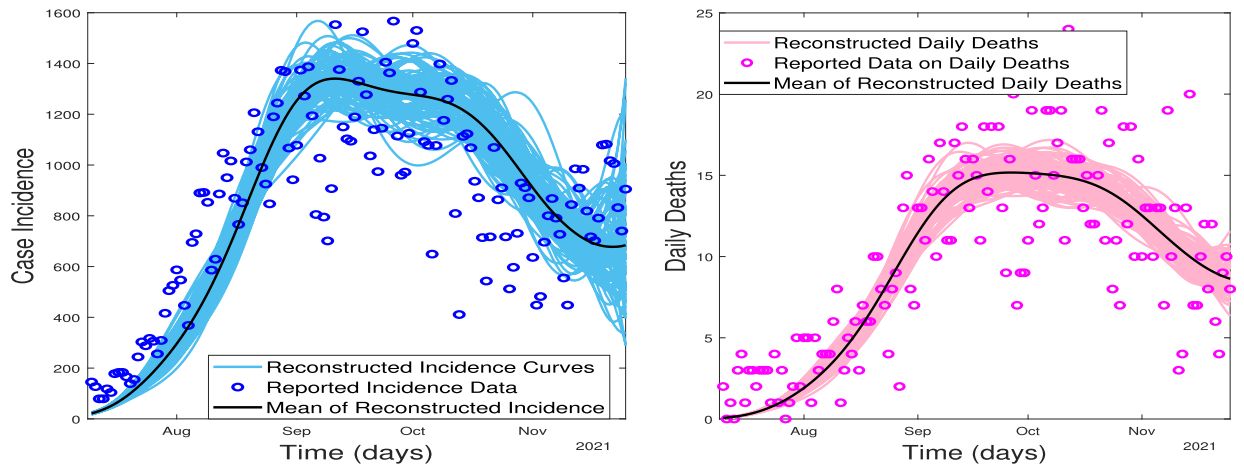 1600
1400
1200
1000
800
600
400
200
0
Case Incidence
Reconstructed Incidence Curves
Reported Incidence Data
Mean of Reconstructed Incidence
Aug
Sep
Oct
Nov
2021
Time (days)
25
20
15
10
5
0
Daily Deaths
Reconstructed Daily Deaths
Reported Data on Daily Deaths
Mean of Reconstructed Daily Deaths
Aug
Sep
Oct
Nov
2021
Time (days)